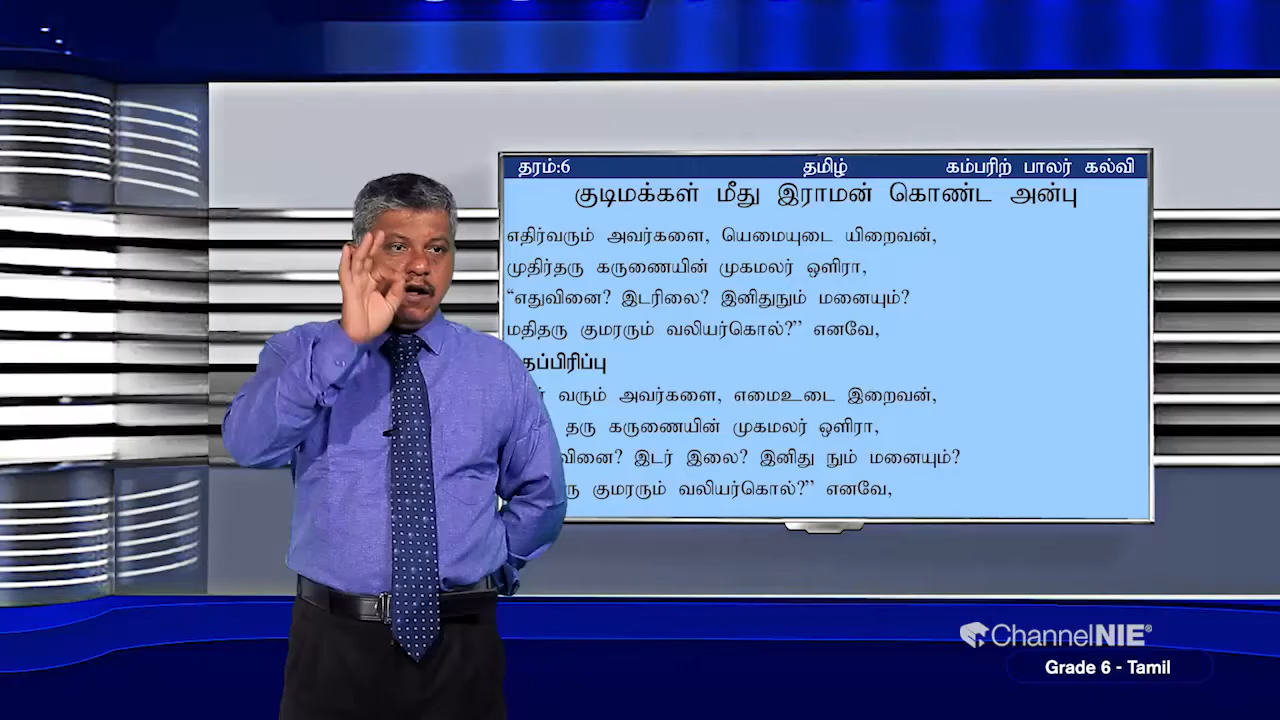 தரம்:6 தமிழ் கம்பரிற் பாலர் கல்வி
குடிமக்கள் மீது இராமன் கொண்ட அன்பு
எதிர்வரும் அவர்களை, யெமையுடை யிறைவன்,
முதிர்தரு கருணையின் முகமலர் ஒளிரா,
“எதுவினை? இடரிலை? இனிதுநும் மனையும்?
மதிதரு குமரரும் வலியர்கொல்?” எனவே,
தப்பிரிப்பு
வரும் அவர்களை, எமைஉடை இறைவன்,
தரு கருணையின் முகமலர் ஒளிரா,
வினை? இடர் இலை? இனிது நும் மனையும்?
குமரரும் வலியர்கொல்?” எனவே,
ChannelNIE®
Grade 6 - Tamil